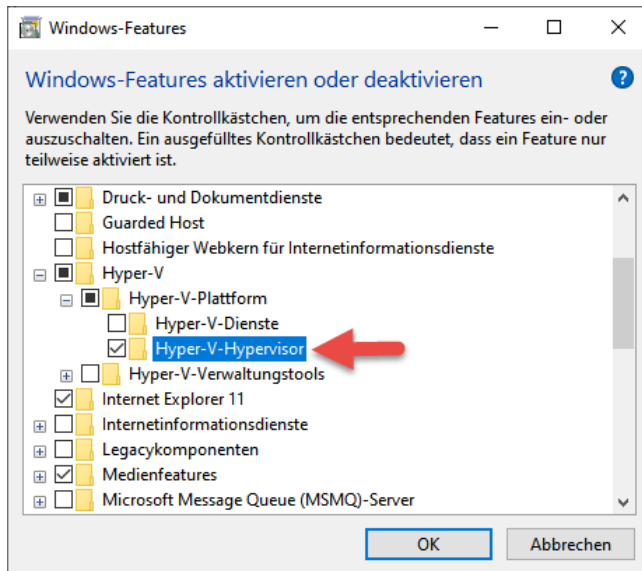 Windows-Features
Windows-Features aktivieren oder deaktivieren
Verwenden Sie die Kontrollkästchen, um die entsprechenden Features ein- oder
auszuschalten. Ein ausgefülltes Kontrollkästchen bedeutet, dass ein Feature nur
teilweise aktiviert ist.
Druck- und Dokumentdienste
Guarded Host
Hostfähiger Webkern für Internetinformationsdienste
Hyper-V
Hyper-V-Plattform
Hyper-V-Dienste
Hyper-V-Hypervisor
Hyper-V-Verwaltungstools
Internet Explorer 11
Internetinformationsdienste
Legacykomponenten
Medienfeatures
Microsoft Message Queue (MSMQ)-Server
OK
Abbrechen